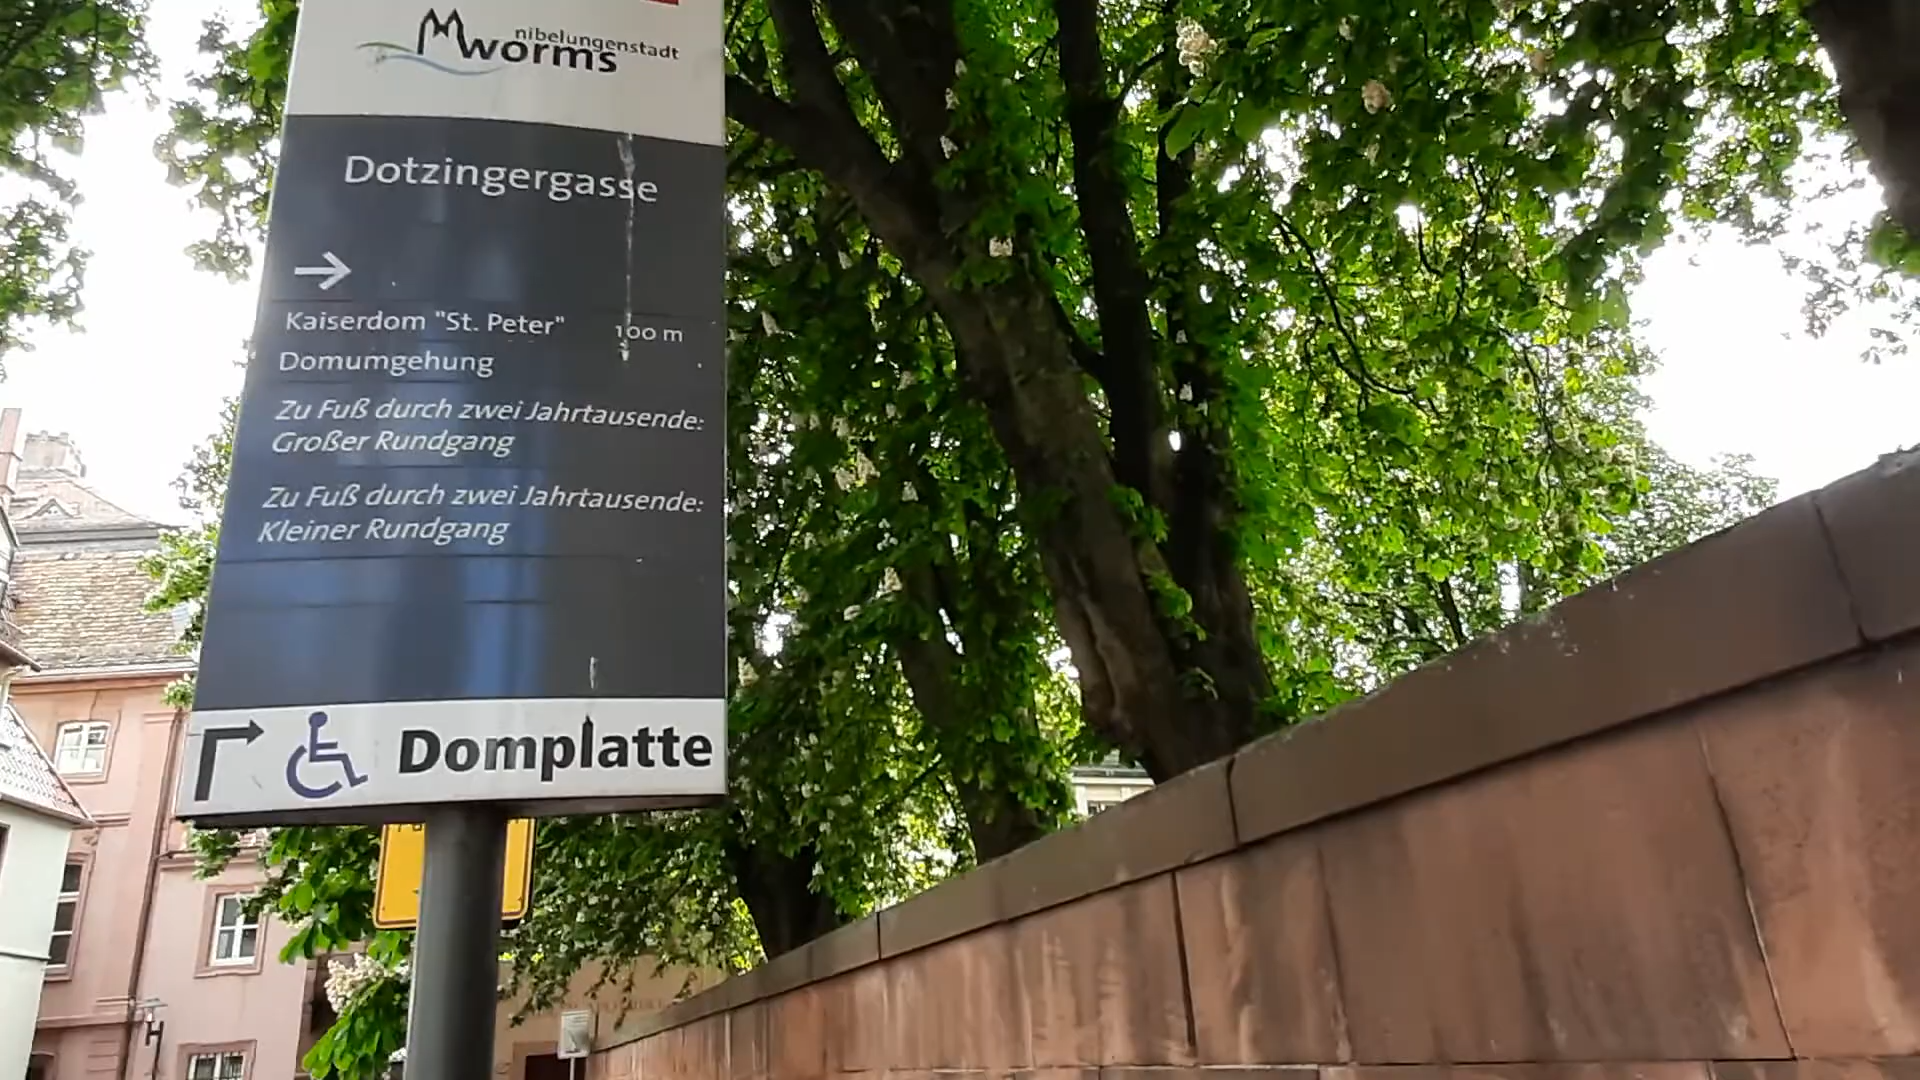 nibelungenstadt
worms
Dotzingergasse
→
Kaiserdom "St. Peter" 100 m
Domumgehung
Zu Fuß durch zwei Jahrtausende:
Großer Rundgang
Zu Fuß durch zwei Jahrtausende:
Kleiner Rundgang
Domplatte